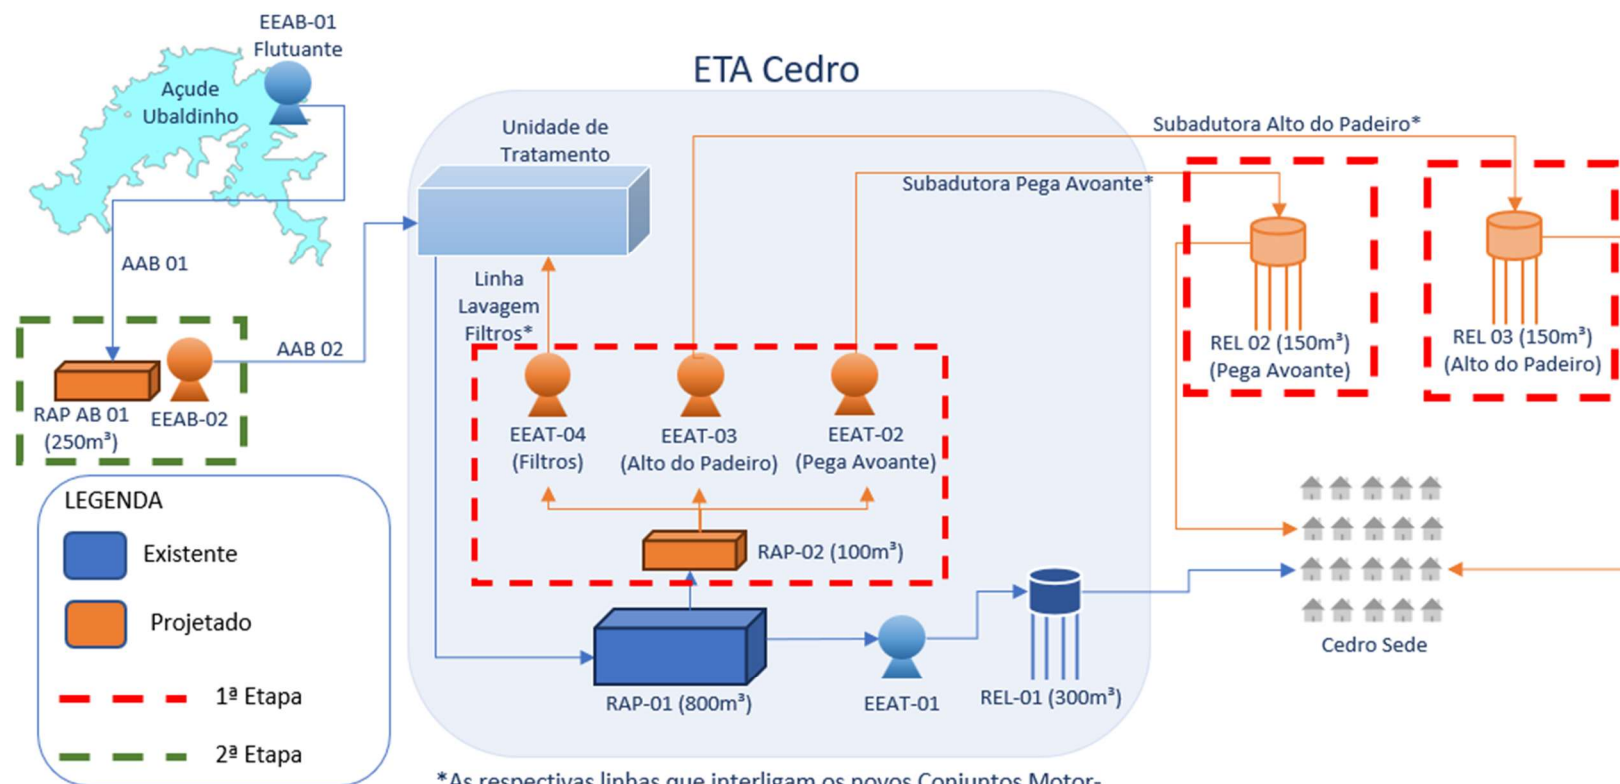 EEAB-01
Flutuante
Açude
Ubaldinho
AAB 01
AAB 02
RAP AB 01
(250m³)
EEAB-02
ETA Cedro
Unidade de
Tratamento
Linha
Lavagem
Filtros*
Subadutora Alto do Padeiro*
Subadutora Pega Avoante*
EEAT-04
(Filtros)
EEAT-03
(Alto do Padeiro)
EEAT-02
(Pega Avoante)
RAP-02 (100m³)
RAP-01 (800m³)
EEAT-01
REL-01 (300m³)
REL 02 (150m³)
(Pega Avoante)
REL 03 (150m³)
(Alto do Padeiro)
Cedro Sede
LEGENDA
Existente
Projetado
1ª Etapa
2ª Etapa
*As respectivas linhas que interligam os novos Conjuntos Motor-